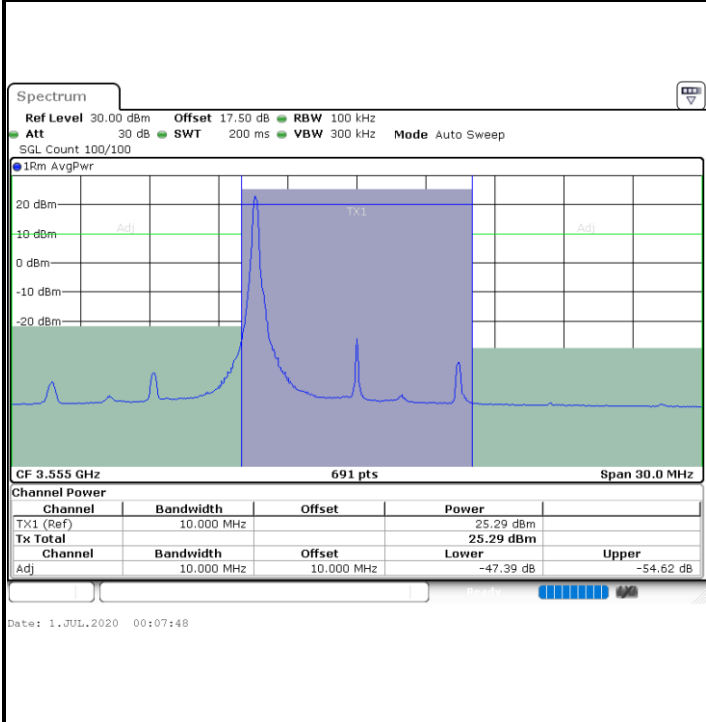 Spectrum
Ref Level 30.00 dBm Offset 17.50 dB RBW 100 kHz
Att 30 dB SWT 200 ms VBW 300 kHz Mode Auto Sweep
SGL Count 100/100
1Rm AvgPwr
20 dBm
TX1
10 dBm
Adj
Adj
0 dBm
-10 dBm
-20 dBm
CF 3.555 GHz 691 pts Span 30.0 MHz
Channel Power
Channel Bandwidth Offset Power
TX1 (Ref) 10.000 MHz 25.29 dBm
Tx Total 25.29 dBm
Channel Bandwidth Offset Lower Upper
Adj 10.000 MHz 10.000 MHz -47.39 dB -54.62 dB
Ready
Date: 1.JUL.2020 00:07:48